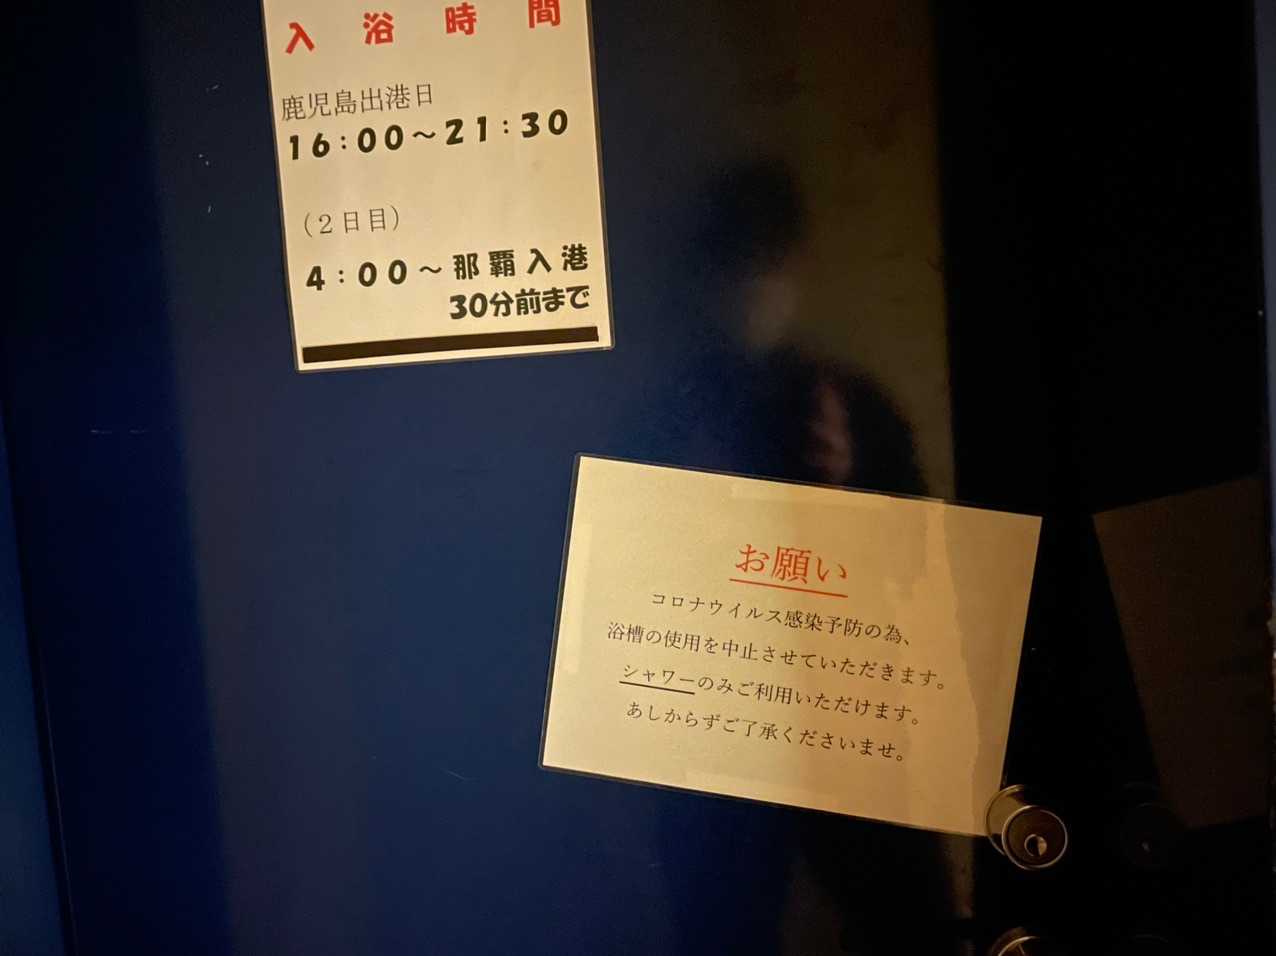 入浴時間
鹿児島出港日
16:00～21:30
（2日目）
4:00～那覇入港
30分前まで
お願い
コロナウイルス感染予防の為、
浴槽の使用を中止させていただきます。
シャワーのみご利用いただけます。
あしからずご了承くださいませ。